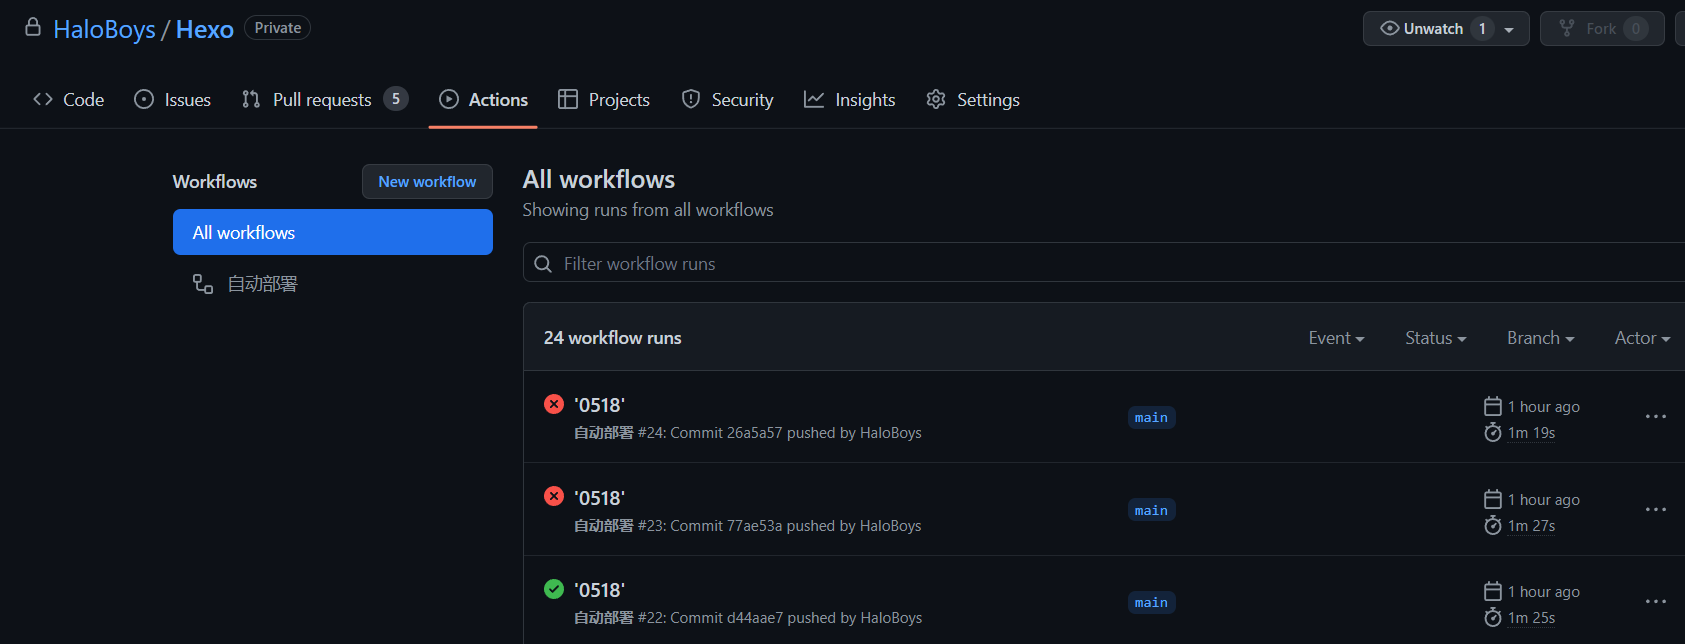 HaloBoys / Hexo Private
Unwatch 1 Fork 0
Code Issues Pull requests 5 Actions Projects Security Insights Settings
Workflows New workflow
All workflows
自动部署
All workflows
Showing runs from all workflows
Filter workflow runs
24 workflow runs Event Status Branch Actor
'0518'
自动部署 #24: Commit 26a5a57 pushed by HaloBoys
main
1 hour ago
1m 19s
'0518'
自动部署 #23: Commit 77ae53a pushed by HaloBoys
main
1 hour ago
1m 27s
'0518'
自动部署 #22: Commit d44aae7 pushed by HaloBoys
main
1 hour ago
1m 25s